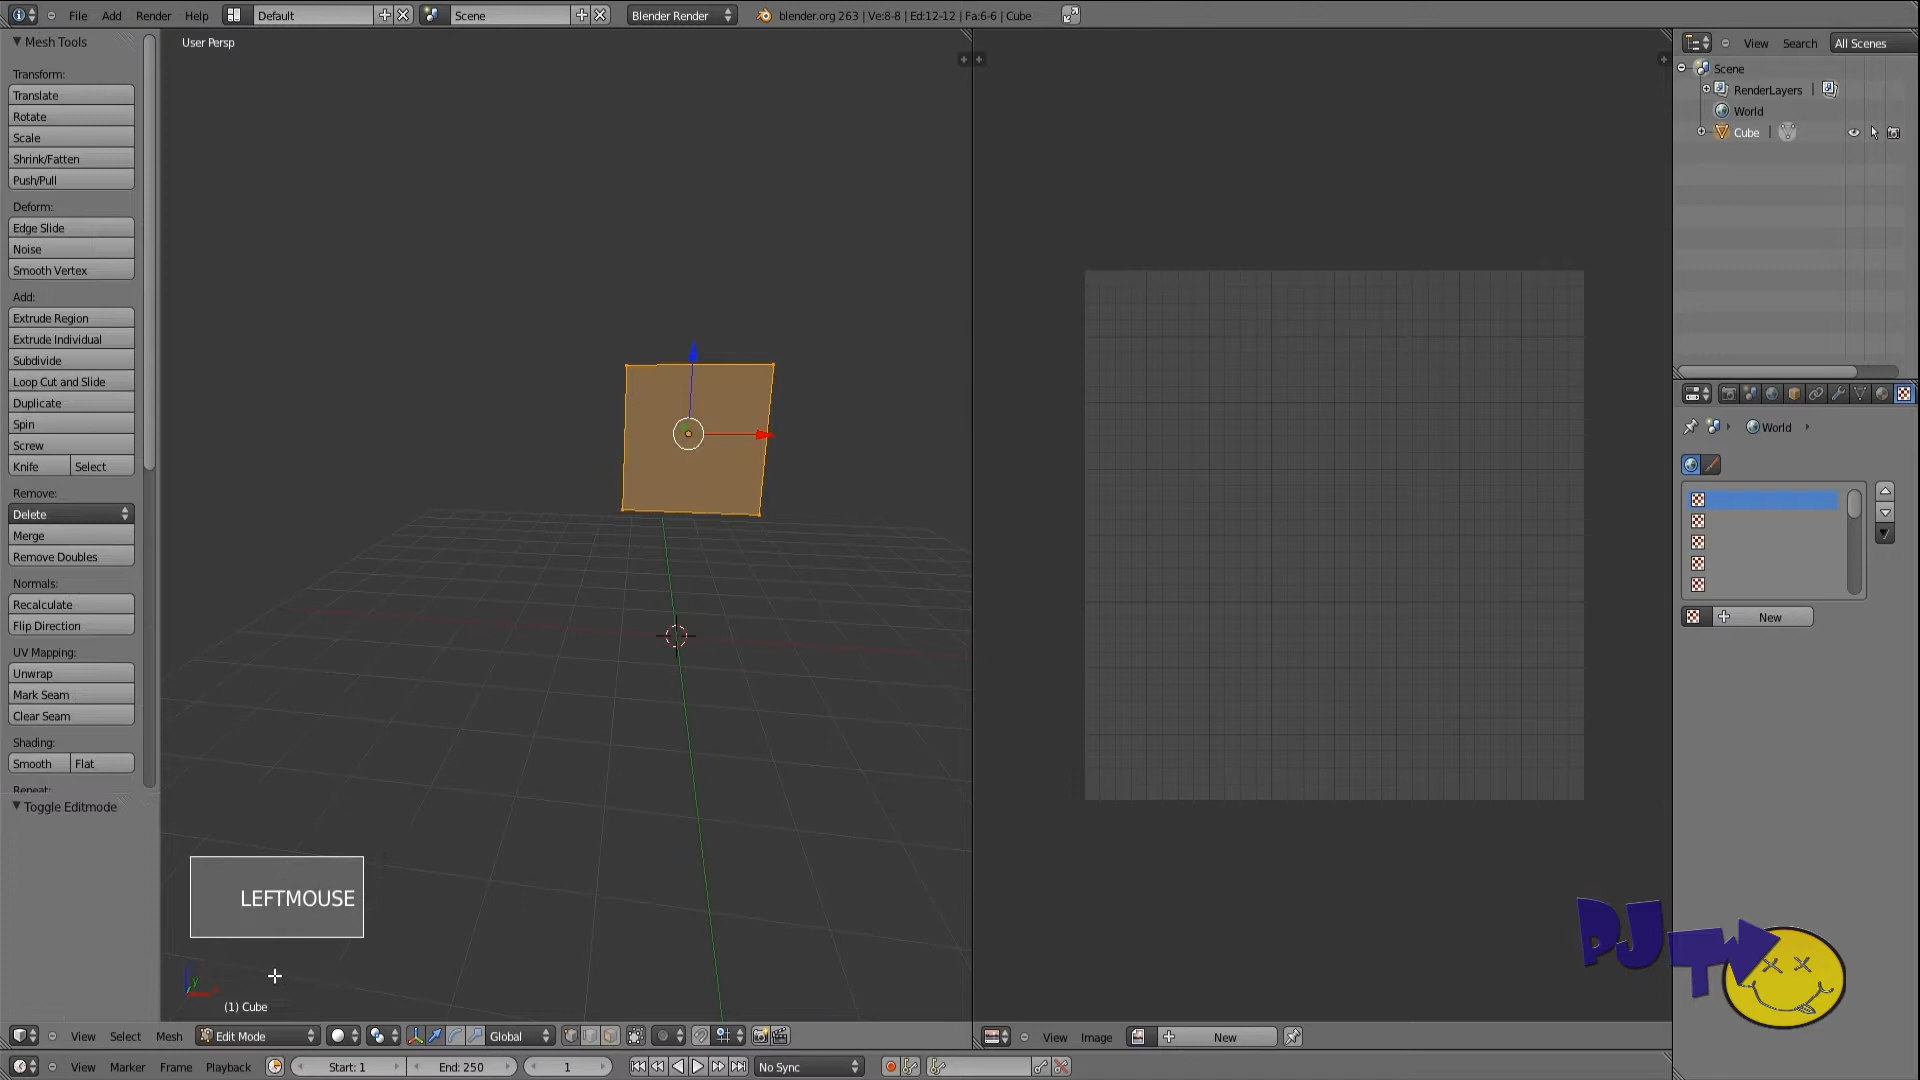 File Add Render Help Default Scene Blender Render blender.org 263 | Ve:8-8 | Ed:12-12 | Fa:6-6 | Cube
Mesh Tools
Transform:
Translate
Rotate
Scale
Shrink/Fatten
Push/Pull
Deform:
Edge Slide
Noise
Smooth Vertex
Add:
Extrude Region
Extrude Individual
Subdivide
Loop Cut and Slide
Duplicate
Spin
Screw
Knife Select
Remove:
Delete
Merge
Remove Doubles
Normals:
Recalculate
Flip Direction
UV Mapping:
Unwrap
Mark Seam
Clear Seam
Shading:
Smooth Flat
Repeat:
Toggle Editmode
User Persp
LEFTMOUSE
(1) Cube
View Select Mesh Edit Mode Global
View Image New
View Search All Scenes
Scene
RenderLayers
World
Cube
World
New
PJTV
View Marker Frame Playback Start: 1 End: 250 1 No Sync